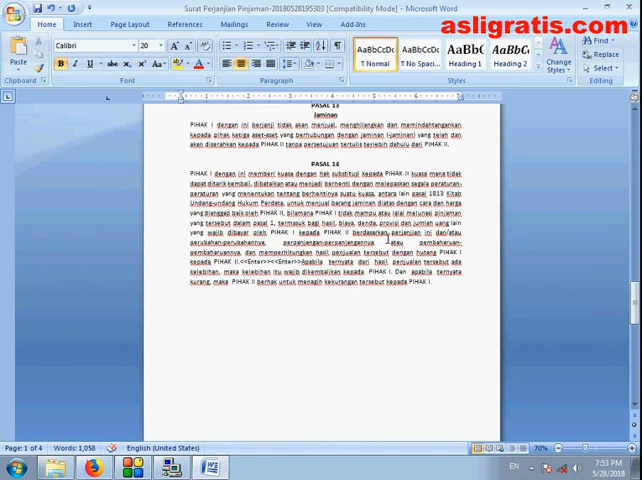 Surat Perjanjian Pinjaman-20180528195303 [Compatibility Mode] - Microsoft Word
asligratis.com
Home Insert Page Layout References Mailings Review View Add-Ins
Paste
Calibri 20
AaBbCcDc AaBbCcDc AaBbC AaBbCc
¶ Normal ¶ No Spaci... Heading 1 Heading 2
Change Styles
Find
Replace
Select
Clipboard Font Paragraph Styles Editing
PASAL 13
Jaminan
PIHAK I dengan ini berjanji tidak akan menjual, menghilangkan dan memindahtangankan
kepada pihak ketiga aset-aset yang berhubungan dengan jaminan (-jaminan) yang telah dan
akan diserahkan kepada PIHAK II tanpa persetujuan tertulis terlebih dahulu dari PIHAK II.
PASAL 14
PIHAK I dengan ini memberi kuasa dengan hak substitusi kepada PIHAK II kuasa mana tidak
dapat ditarik kembali, dibatalkan atau menjadi berhenti dengan melepaskan segala peraturan-
peraturan yang menentukan tentang berhentinya suatu kuasa, antara lain pasal 1813 Kitab
Undang-undang Hukum Perdata, untuk menjual barang jaminan diatas dengan cara dan harga
yang dianggap baik oleh PIHAK II, bilamana PIHAK I tidak mampu atau lalai melunasi pinjaman
yang tersebut dalam pasal 1, termasuk bagi hasil, biaya, denda, provisi dan jumlah uang lain
yang wajib dibayar oleh PIHAK I kepada PIHAK II berdasarkan perjanjian ini dan/atau
perubahan-perubahannya, perpanjangan-perpanjangannya atau pembaharuan-
pembaharuannya, dan memperhitungkan hasil penjualan tersebut dengan hutang PIHAK I
kepada PIHAK II.<<Enter>><<Enter>>Apabila ternyata dari hasil penjualan tersebut ada
kelebihan, maka kelebihan itu wajib dikembalikan kepada PIHAK I. Dan apabila ternyata
kurang, maka PIHAK II berhak untuk menagih kekurangan tersebut kepada PIHAK I.
Page: 1 of 4 Words: 1,058 English (United States) 70%
EN 7:53 PM
5/28/2018